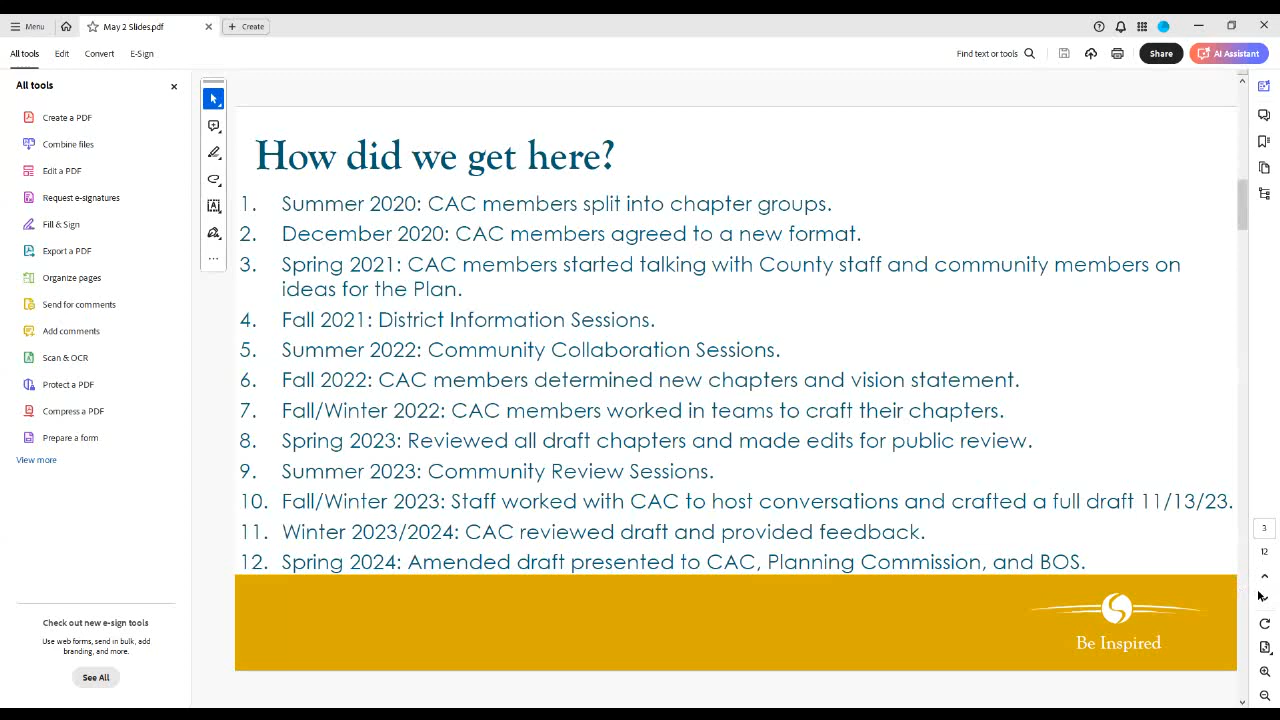 Menu
May 2 Slides.pdf
Create
All tools
Edit
Convert
E-Sign
Find text or tools
Share
AI Assistant
All tools
Create a PDF
Combine files
Edit a PDF
Request e-signatures
Fill & Sign
Export a PDF
Organize pages
Send for comments
Add comments
Scan & OCR
Protect a PDF
Compress a PDF
Prepare a form
View more
Check out new e-sign tools
Use web forms, send in bulk, add
branding, and more.
See All
How did we get here?
1. Summer 2020: CAC members split into chapter groups.
2. December 2020: CAC members agreed to a new format.
3. Spring 2021: CAC members started talking with County staff and community members on
ideas for the Plan.
4. Fall 2021: District Information Sessions.
5. Summer 2022: Community Collaboration Sessions.
6. Fall 2022: CAC members determined new chapters and vision statement.
7. Fall/Winter 2022: CAC members worked in teams to craft their chapters.
8. Spring 2023: Reviewed all draft chapters and made edits for public review.
9. Summer 2023: Community Review Sessions.
10. Fall/Winter 2023: Staff worked with CAC to host conversations and crafted a full draft 11/13/23.
11. Winter 2023/2024: CAC reviewed draft and provided feedback.
12. Spring 2024: Amended draft presented to CAC, Planning Commission, and BOS.
Be Inspired
3
12